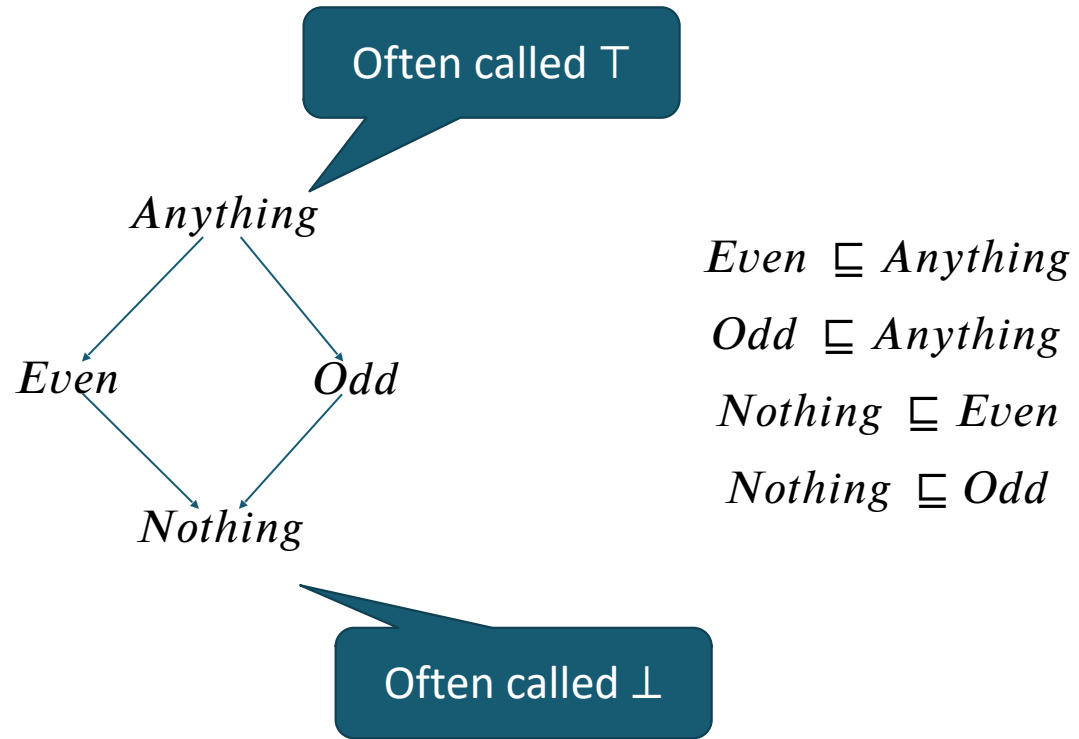 Often called ⊤
Anything
Even
Odd
Nothing
Often called ⊥
Even ⊑ Anything
Odd ⊑ Anything
Nothing ⊑ Even
Nothing ⊑ Odd